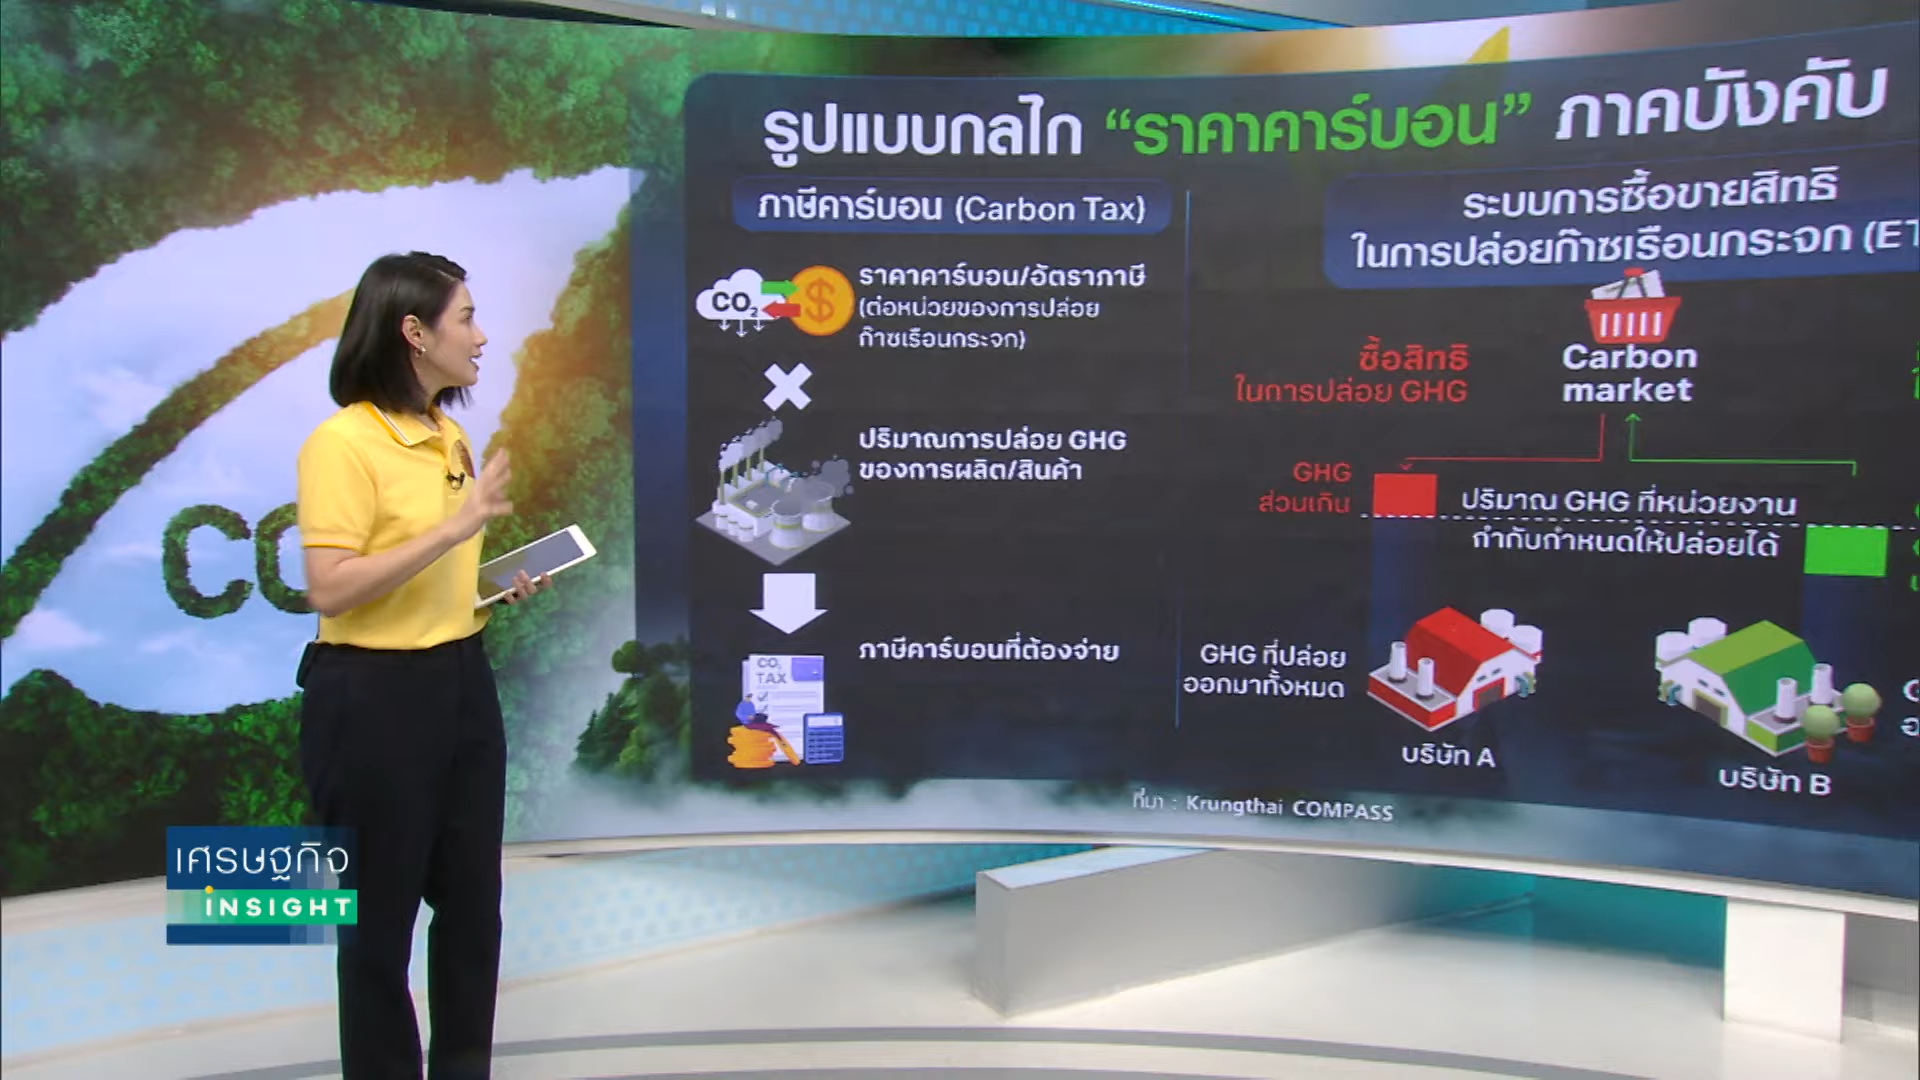 รูปแบบกลไก “ราคาคาร์บอน” ภาคบังคับ
ภาษีคาร์บอน (Carbon Tax)
CO₂
$
ราคาคาร์บอน/อัตราภาษี
(ต่อหน่วยของการปล่อย
ก๊าซเรือนกระจก)
ปริมาณการปล่อย GHG
ของการผลิต/สินค้า
CO₂
TAX
ภาษีคาร์บอนที่ต้องจ่าย
ระบบการซื้อขายสิทธิ
ในการปล่อยก๊าซเรือนกระจก (ET
ซื้อสิทธิ
ในการปล่อย GHG
Carbon
market
GHG
ส่วนเกิน
ปริมาณ GHG ที่หน่วยงาน
กำกับกำหนดให้ปล่อยได้
GHG ที่ปล่อย
ออกมาทั้งหมด
บริษัท A
บริษัท B
ที่มา : Krungthai COMPASS
CO
เศรษฐกิจ
INSIGHT